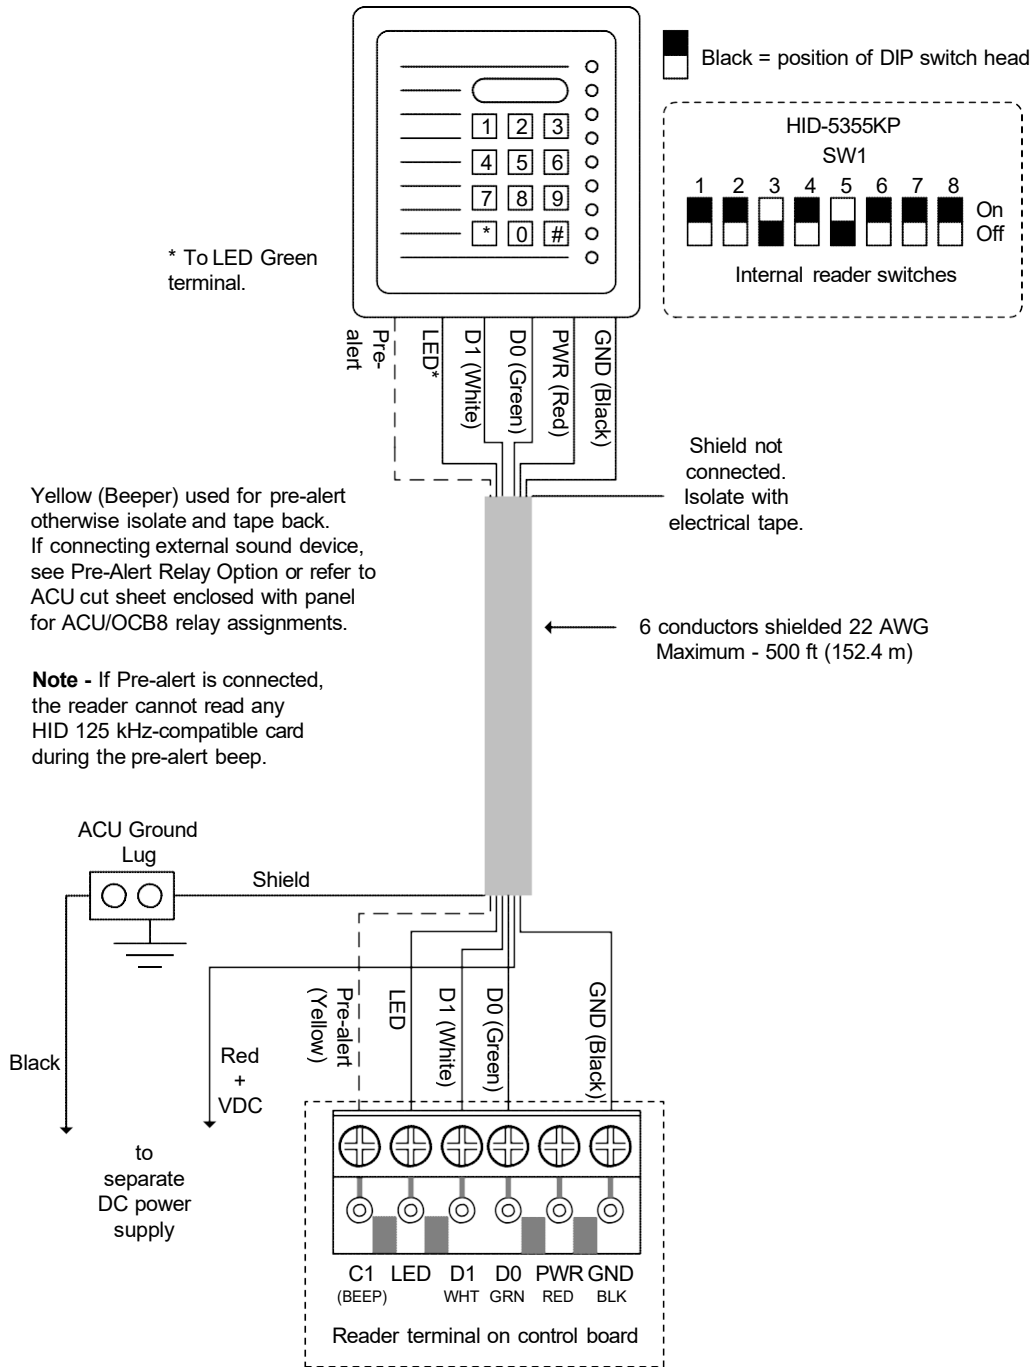 Black = position of DIP switch head
HID-5355KP
SW1
1 2 3 4 5 6 7 8
On
Off
Internal reader switches
1 2 3
4 5 6
7 8 9
* 0 #
* To LED Green
terminal.
Pre-
alert
LED*
D1 (White)
D0 (Green)
PWR (Red)
GND (Black)
Shield not
connected.
Isolate with
electrical tape.
Yellow (Beeper) used for pre-alert
otherwise isolate and tape back.
If connecting external sound device,
see Pre-Alert Relay Option or refer to
ACU cut sheet enclosed with panel
for ACU/OCB8 relay assignments.
6 conductors shielded 22 AWG
Maximum - 500 ft (152.4 m)
Note - If Pre-alert is connected,
the reader cannot read any
HID 125 kHz-compatible card
during the pre-alert beep.
ACU Ground
Lug
Shield
Black
Red
+
VDC
to
separate
DC power
supply
Pre-alert
(Yellow)
LED
D1 (White)
D0 (Green)
GND (Black)
C1 LED D1 D0 PWR GND
(BEEP) WHT GRN RED BLK
Reader terminal on control board